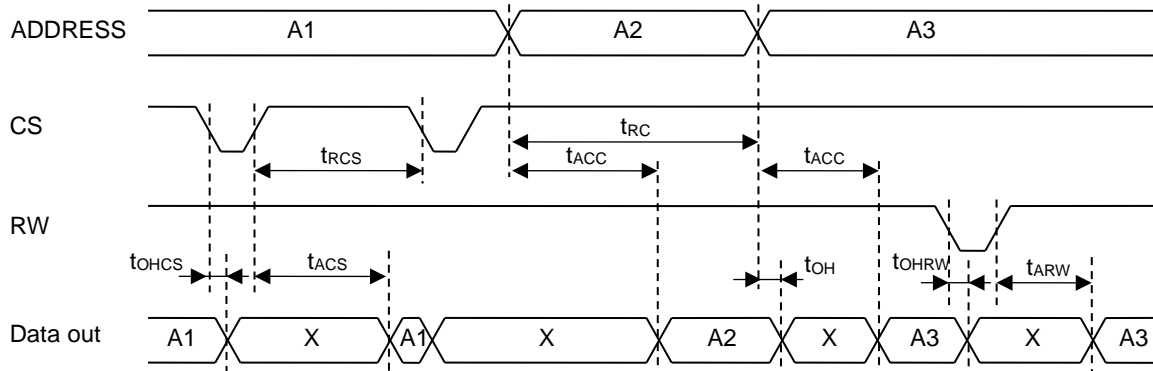 ADDRESS A1 A2 A3
CS
tRC
tRCS tACC tACC
RW
tOHCS tACS tOH tOHRW tARW
Data out A1 X A1 X A2 X A3 X A3